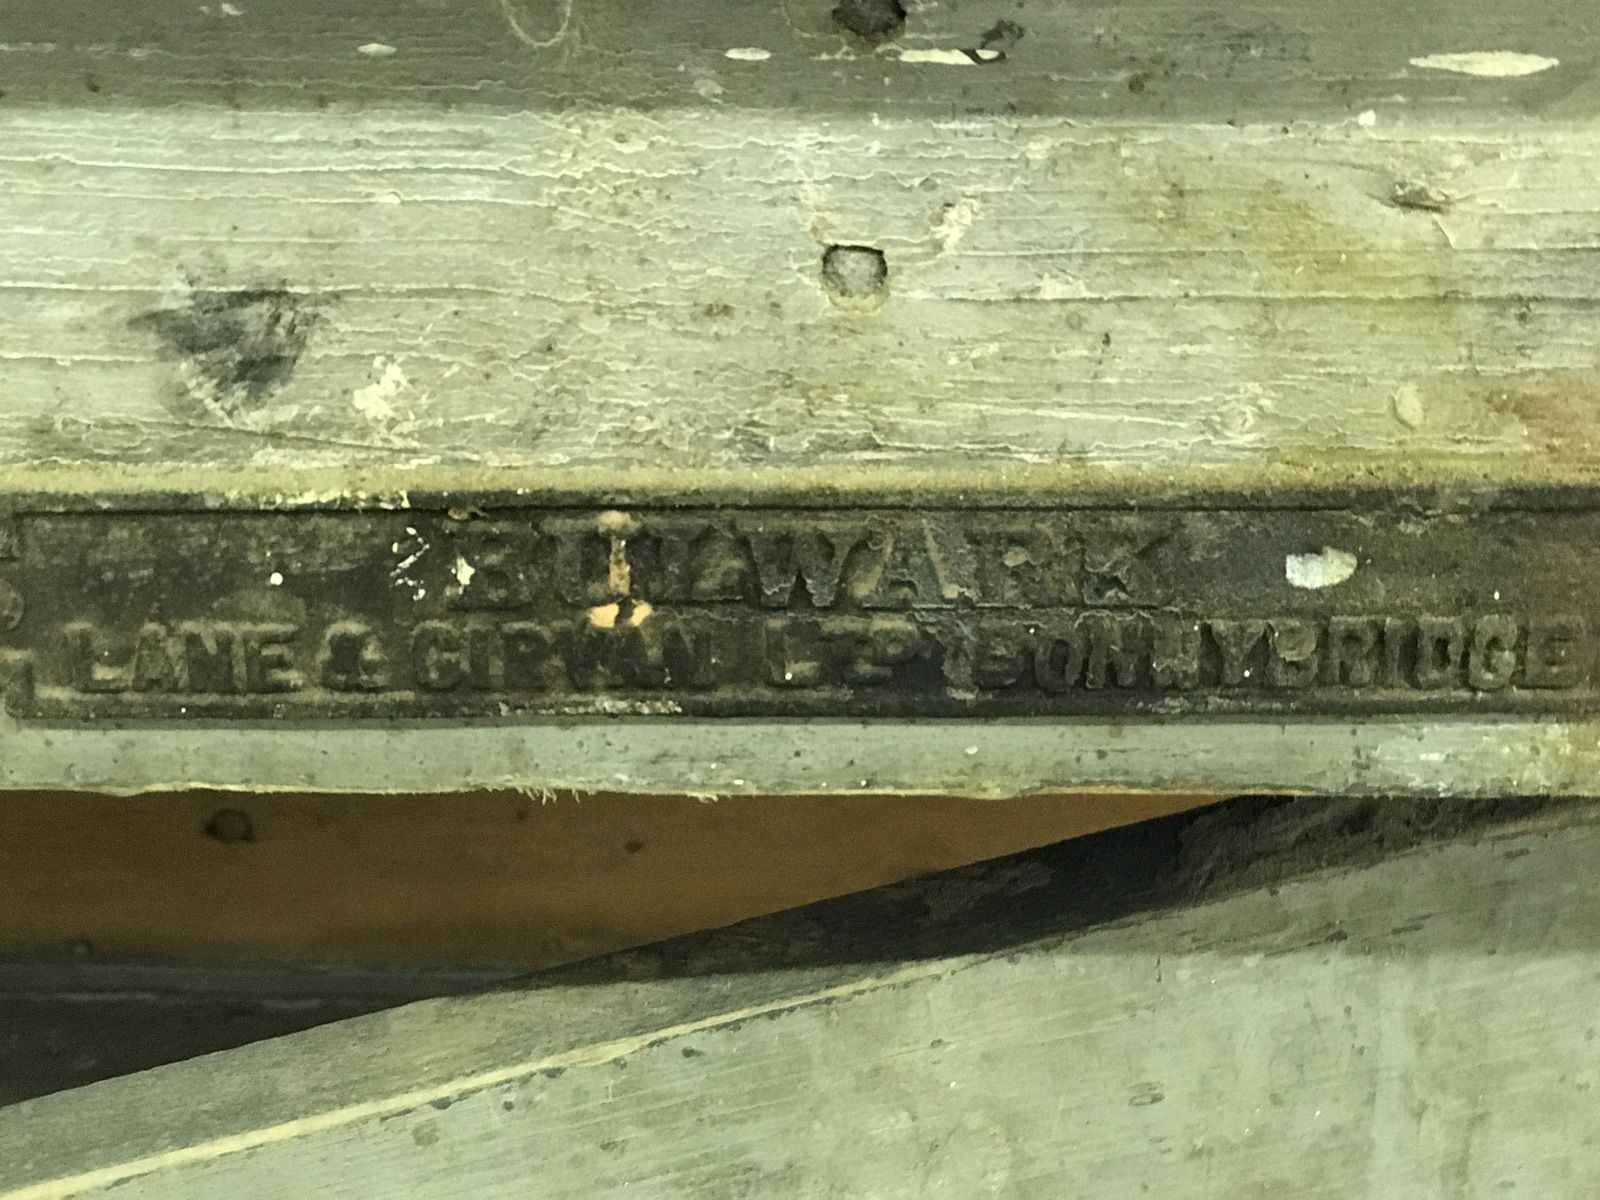 BULWARK
LANE & GIRVAN LTD BONNYBRIDGE